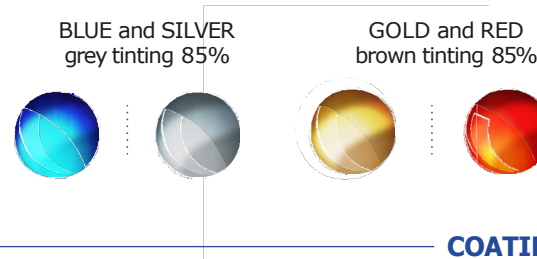 BLUE and SILVER
grey tinting 85%
GOLD and RED
brown tinting 85%